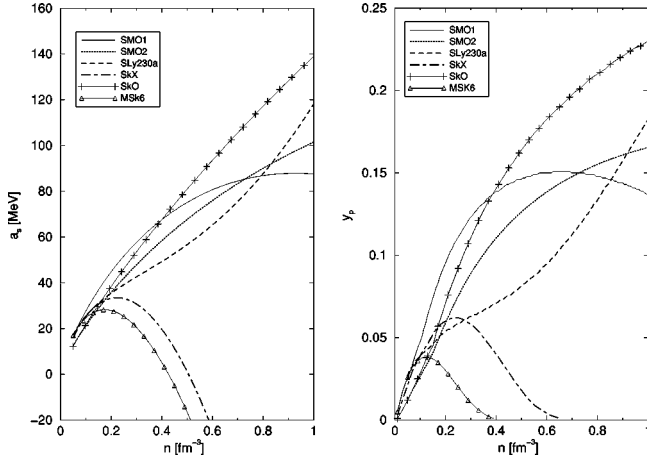 160
140
120
100
80
60
40
20
0
−20
a_s [MeV]
SMO1
SMO2
SLy230a
SkX
SkO
MSk6
0
0.2
0.4
0.6
0.8
1
n [fm⁻³]
0.25
0.2
0.15
0.1
0.05
0
y_p
SMO1
SMO2
SLy230a
SkX
SkO
MSK6
0
0.2
0.4
0.6
0.8
1
n [fm⁻³]